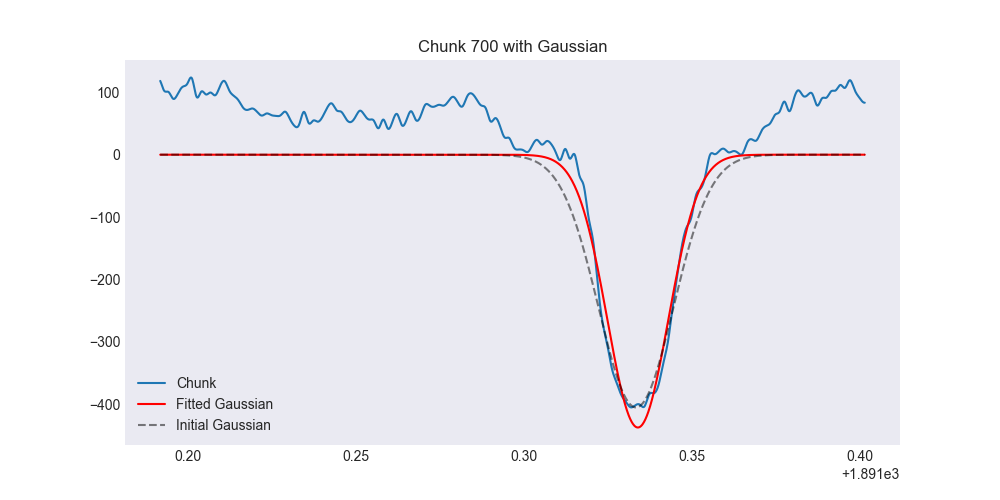 Chunk 700 with Gaussian
100
0
−100
−200
−300
−400
Chunk
Fitted Gaussian
Initial Gaussian
0.20 0.25 0.30 0.35 0.40
+1.891e3